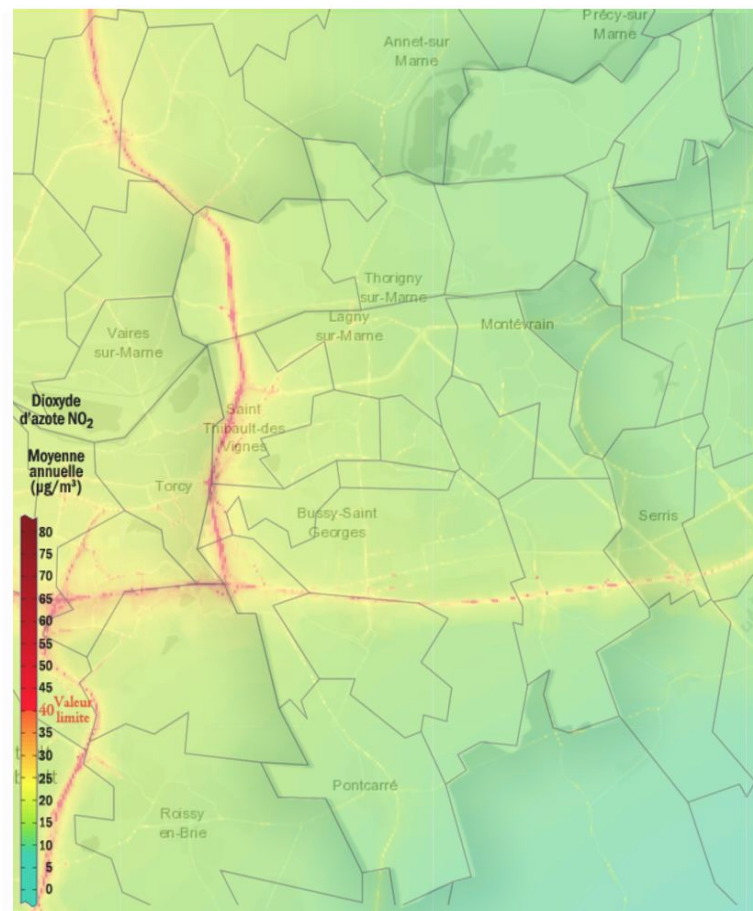 Précy-sur
Marne
Annet-sur
Marne
Thorigny
sur-Marne
Lagny
sur-Marne
Montévrain
Vaires
sur-Marne
Dioxyde
d'azote NO₂
Moyenne
annuelle
(µg/m³)
Saint
Thibault-des
Vignes
Torcy
Bussy-Saint
Georges
Serris
80
75
70
65
60
55
50
45
40 Valeur
limite
35
30
25
20
15
10
5
0
Pontcarré
Roissy
en-Brie